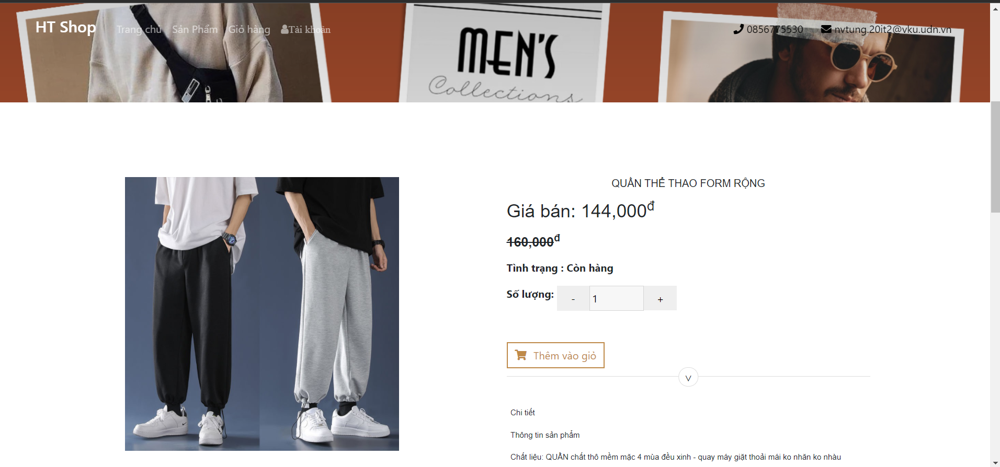 HT Shop Trang chủ Sản Phẩm Giỏ hàng Tài khoản 0856775530 nvtung.20it2@vku.udn.vn
MEN'S
Collections
QUẦN THỂ THAO FORM RỘNG
Giá bán: 144,000đ
160,000đ
Tình trạng : Còn hàng
Số lượng: - 1 +
Thêm vào giỏ
V
Chi tiết
Thông tin sản phẩm
Chất liệu: QUẦN chất thô mềm mặc 4 mùa đều xinh - quay máy giặt thoải mái ko nhăn ko nhàu